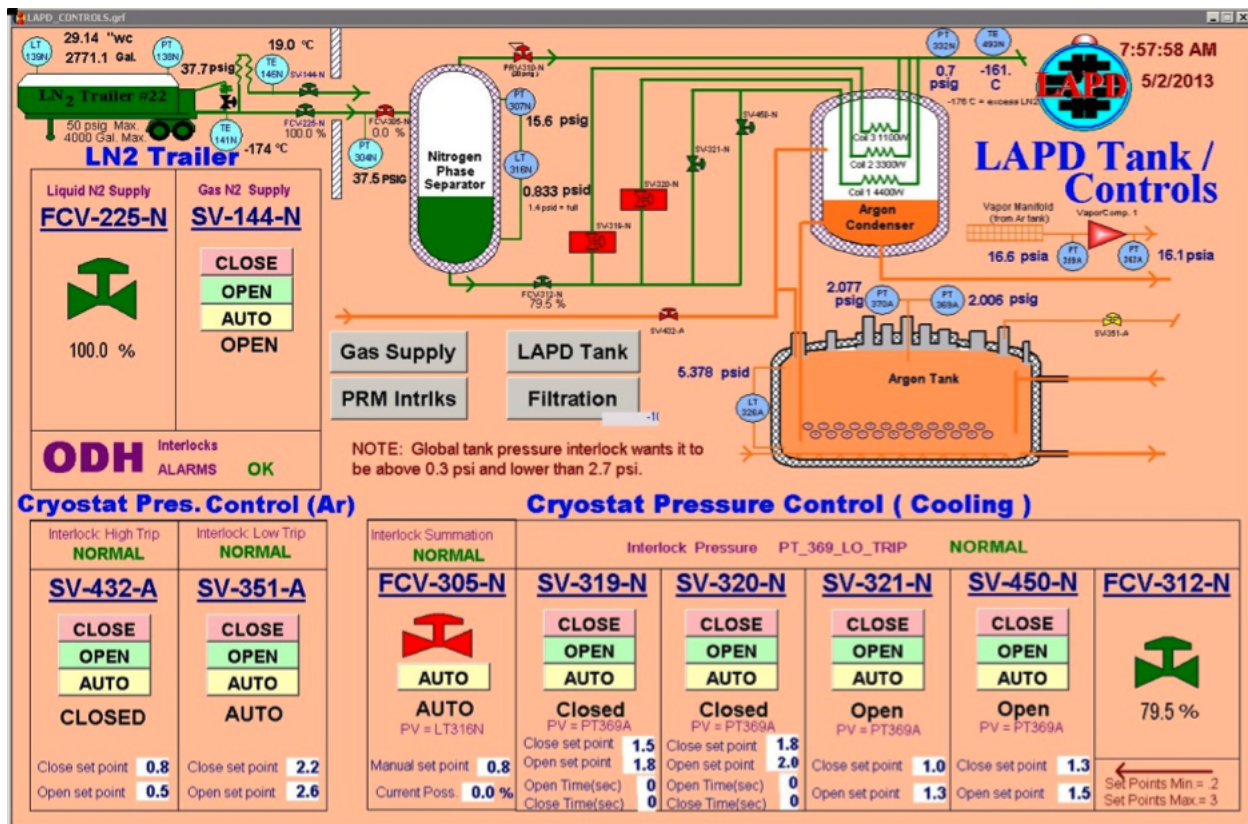 LAPD_CONTROLS.grf
29.14 "wc
2771.1 Gal.
LT
139N
PT
138N
37.7 psig
19.0 °C
TE
145N
SV-144-N
LN2 Trailer #22
50 psig Max.
4000 Gal. Max.
TE
141N
-174 °C
FCV-225-N
100.0 %
FCV-305-N
0.0 %
PT
304N
37.5 PSIG
PRV-310-N
PT
307N
15.6 psig
LT
316N
0.833 psid
1.4 psid = full
Nitrogen
Phase
Separator
FCV-312-N
79.5 %
SV-319-N
SV-320-N
SV-321-N
SV-450-N
PT
332N
TE
493N
0.7
psig
-161.
C
-176 C = excess LN2
LAPD
7:57:58 AM
5/2/2013
LAPD Tank /
Controls
Coil 3 1100W
Coil 2 3300W
Coil 1 4400W
Argon
Condenser
Vapor Manifold
(from Ar tank)
VaporComp. 1
16.6 psia
16.1 psia
2.077
psig
PT
370A
PT
369A
2.006 psig
SV-432-A
SV-351-A
5.378 psid
LT
326A
Argon Tank
LN2 Trailer
Liquid N2 Supply
FCV-225-N
100.0 %
Gas N2 Supply
SV-144-N
CLOSE
OPEN
AUTO
OPEN
ODH
Interlocks
ALARMS OK
Gas Supply
LAPD Tank
PRM Intrlks
Filtration
NOTE: Global tank pressure interlock wants it to
be above 0.3 psi and lower than 2.7 psi.
Cryostat Pres. Control (Ar)
Interlock: High Trip
NORMAL
SV-432-A
CLOSE
OPEN
AUTO
CLOSED
Close set point 0.8
Open set point 0.5
Interlock: Low Trip
NORMAL
SV-351-A
CLOSE
OPEN
AUTO
AUTO
Close set point 2.2
Open set point 2.6
Cryostat Pressure Control ( Cooling )
Interlock Summation
NORMAL
Interlock Pressure PT_369_LO_TRIP NORMAL
FCV-305-N
AUTO
AUTO
PV = LT316N
Manual set point 0.8
Current Poss. 0.0 %
SV-319-N
CLOSE
OPEN
AUTO
Closed
PV = PT369A
Close set point 1.5
Open set point 1.8
Open Time(sec) 0
Close Time(sec) 0
SV-320-N
CLOSE
OPEN
AUTO
Closed
PV = PT369A
Close set point 1.8
Open set point 2.0
Open Time(sec) 0
Close Time(sec) 0
SV-321-N
CLOSE
OPEN
AUTO
Open
PV = PT369A
Close set point 1.0
Open set point 1.3
SV-450-N
CLOSE
OPEN
AUTO
Open
PV = PT369A
Close set point 1.3
Open set point 1.5
FCV-312-N
79.5 %
Set Points Min.= .2
Set Points Max.= 3